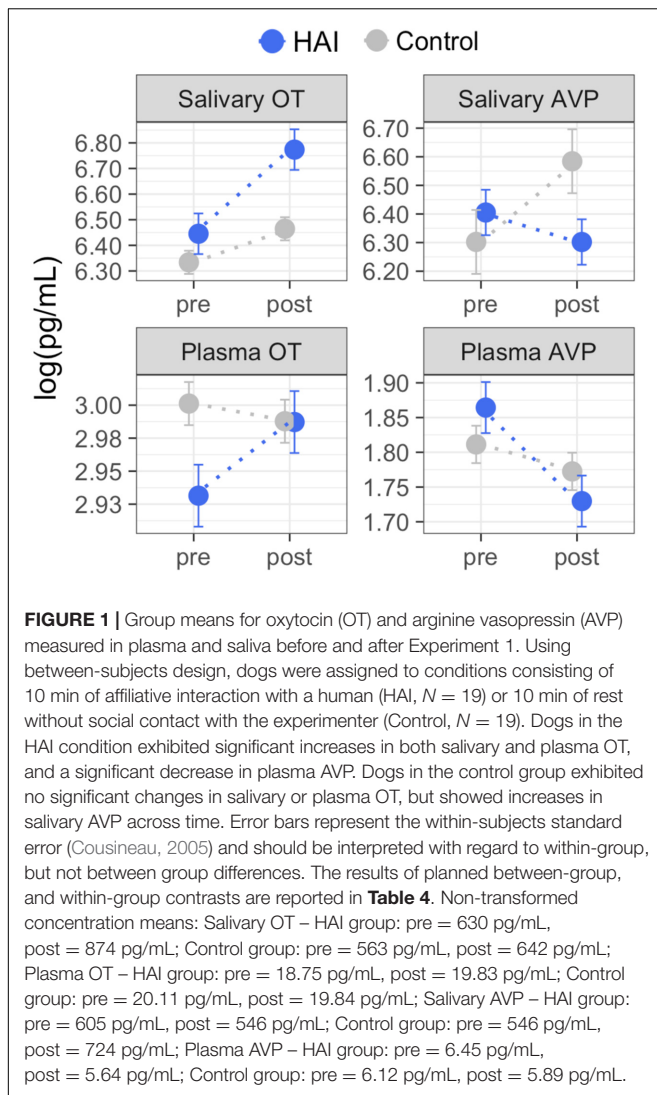 HAI Control
Salivary OT
Salivary AVP
6.80
6.70
6.50
6.40
6.30
6.70
6.60
6.50
6.40
6.30
6.20
pre post
pre post
log(pg/mL)
Plasma OT
Plasma AVP
3.00
2.98
2.95
2.93
1.90
1.85
1.80
1.75
1.70
pre post
pre post
FIGURE 1 | Group means for oxytocin (OT) and arginine vasopressin (AVP)
measured in plasma and saliva before and after Experiment 1. Using
between-subjects design, dogs were assigned to conditions consisting of
10 min of affiliative interaction with a human (HAI, N = 19) or 10 min of rest
without social contact with the experimenter (Control, N = 19). Dogs in the
HAI condition exhibited significant increases in both salivary and plasma OT,
and a significant decrease in plasma AVP. Dogs in the control group exhibited
no significant changes in salivary or plasma OT, but showed increases in
salivary AVP across time. Error bars represent the within-subjects standard
error (Cousineau, 2005) and should be interpreted with regard to within-group,
but not between group differences. The results of planned between-group,
and within-group contrasts are reported in Table 4. Non-transformed
concentration means: Salivary OT – HAI group: pre = 630 pg/mL,
post = 874 pg/mL; Control group: pre = 563 pg/mL, post = 642 pg/mL;
Plasma OT – HAI group: pre = 18.75 pg/mL, post = 19.83 pg/mL; Control
group: pre = 20.11 pg/mL, post = 19.84 pg/mL; Salivary AVP – HAI group:
pre = 605 pg/mL, post = 546 pg/mL; Control group: pre = 546 pg/mL,
post = 724 pg/mL; Plasma AVP – HAI group: pre = 6.45 pg/mL,
post = 5.64 pg/mL; Control group: pre = 6.12 pg/mL, post = 5.89 pg/mL.